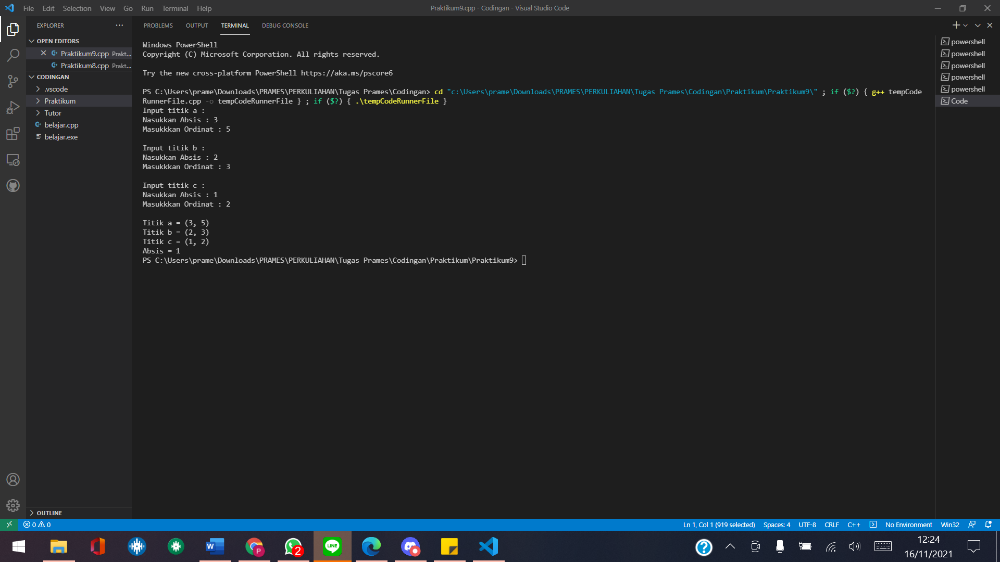 File Edit Selection View Go Run Terminal Help
Praktikum9.cpp - Codingan - Visual Studio Code
EXPLORER
OPEN EDITORS
Praktikum9.cpp Prakt...
Praktikum8.cpp Prakt...
CODINGAN
.vscode
Praktikum
Tutor
belajar.cpp
belajar.exe
OUTLINE
PROBLEMS OUTPUT TERMINAL DEBUG CONSOLE
Windows PowerShell
Copyright (C) Microsoft Corporation. All rights reserved.
Try the new cross-platform PowerShell https://aka.ms/pscore6
PS C:\Users\prame\Downloads\PRAMES\PERKULIAHAN\Tugas Prames\Codingan> cd "c:\Users\prame\Downloads\PRAMES\PERKULIAHAN\Tugas Prames\Codingan\Praktikum\Praktikum9\" ; if ($?) { g++ tempCode
RunnerFile.cpp -o tempCodeRunnerFile } ; if ($?) { .\tempCodeRunnerFile }
Input titik a :
Nasukkan Absis : 3
Masukkkan Ordinat : 5
Input titik b :
Nasukkan Absis : 2
Masukkkan Ordinat : 3
Input titik c :
Nasukkan Absis : 1
Masukkkan Ordinat : 2
Titik a = (3, 5)
Titik b = (2, 3)
Titik c = (1, 2)
Absis = 1
PS C:\Users\prame\Downloads\PRAMES\PERKULIAHAN\Tugas Prames\Codingan\Praktikum\Praktikum9>
powershell
powershell
powershell
powershell
powershell
Code
0 0
Ln 1, Col 1 (919 selected) Spaces: 4 UTF-8 CRLF C++ No Environment Win32
W
P
2
LINE
?
12:24
16/11/2021